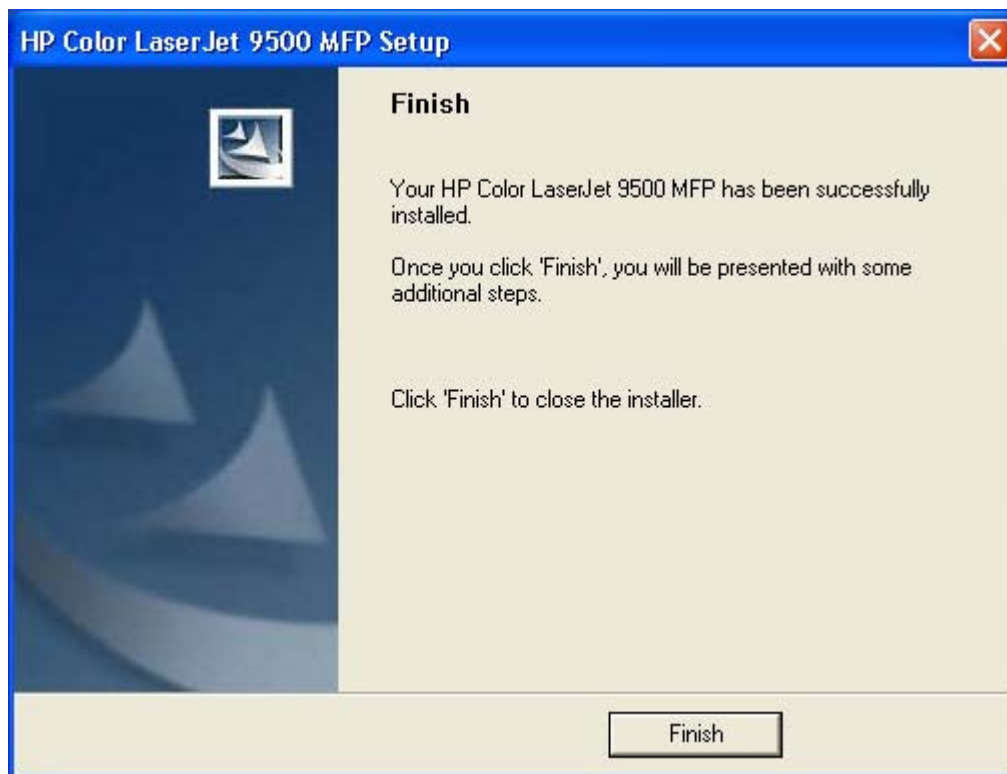 HP Color LaserJet 9500 MFP Setup
Finish
Your HP Color LaserJet 9500 MFP has been successfully
installed.
Once you click 'Finish', you will be presented with some
additional steps.
Click 'Finish' to close the installer.
Finish